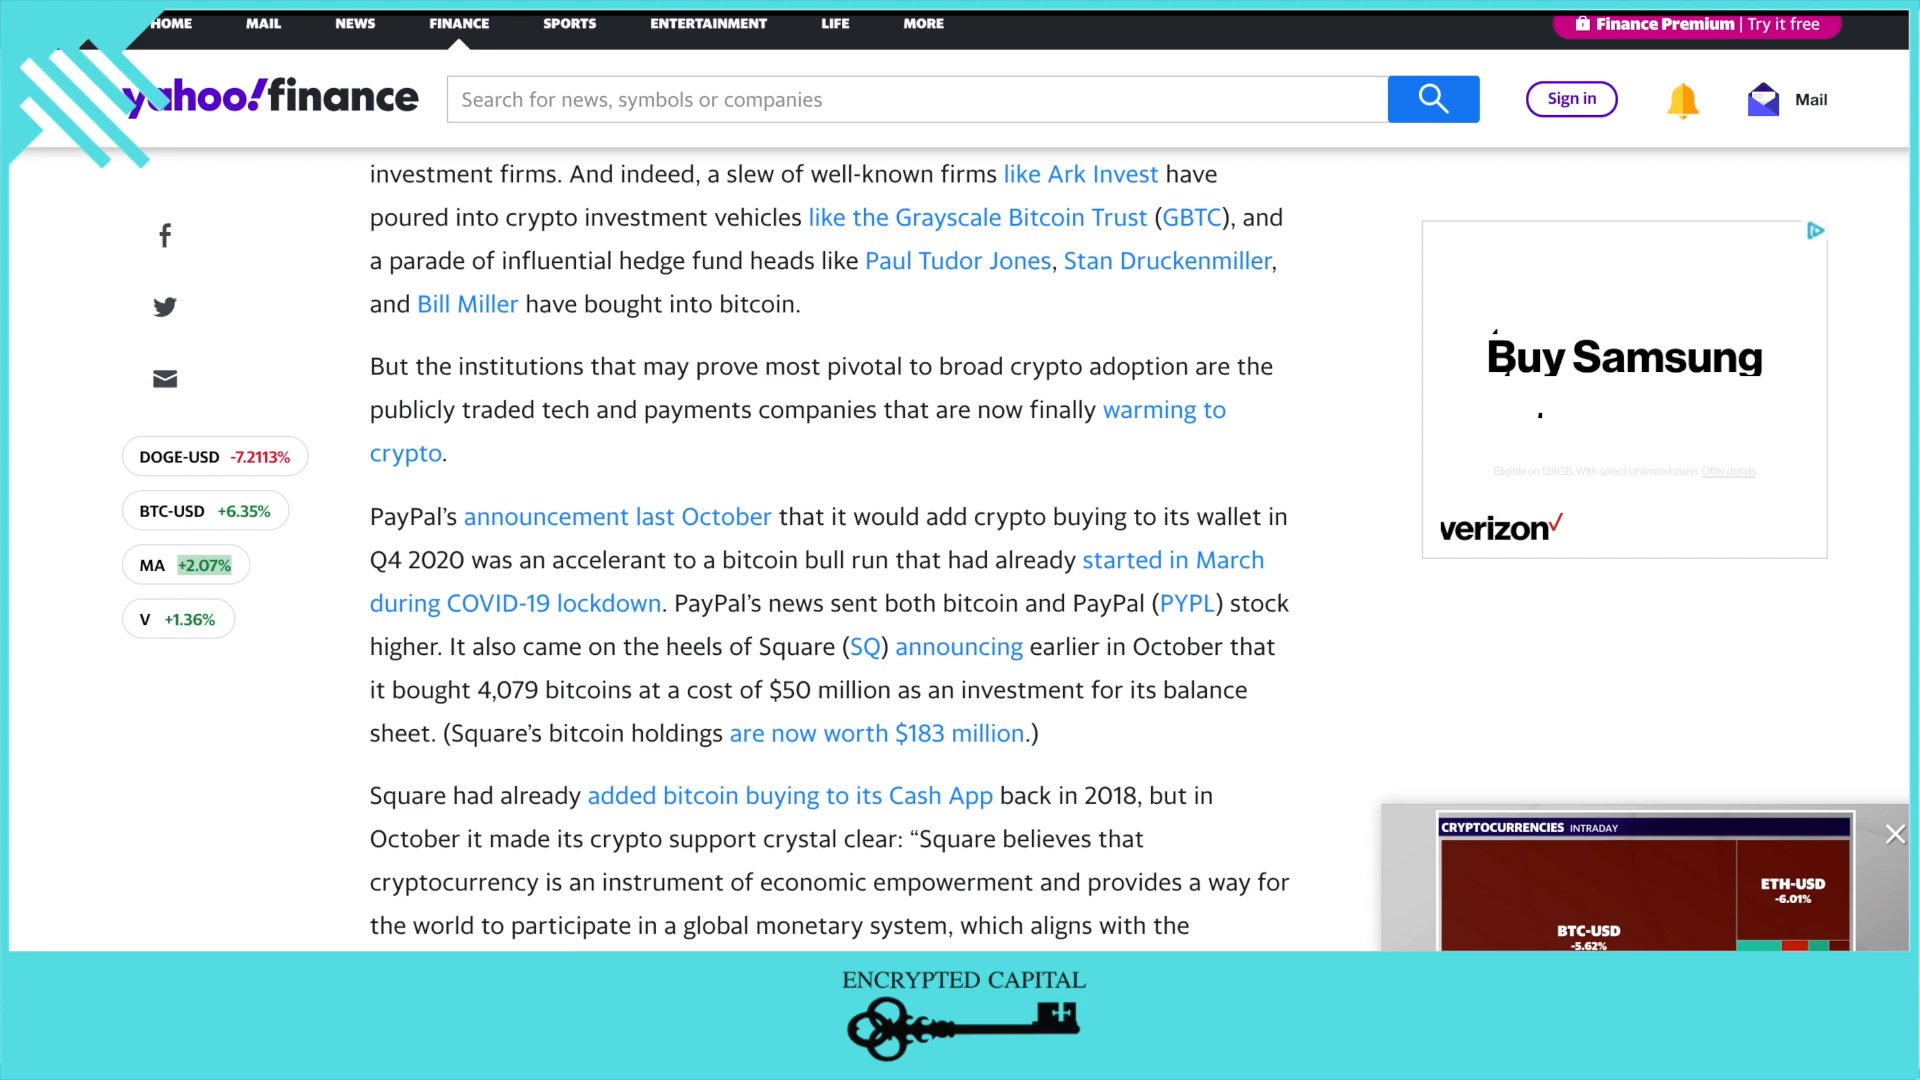 HOME MAIL NEWS FINANCE SPORTS ENTERTAINMENT LIFE MORE
Finance Premium | Try it free
yahoo!finance
Search for news, symbols or companies
Sign in
Mail
investment firms. And indeed, a slew of well-known firms like Ark Invest have
poured into crypto investment vehicles like the Grayscale Bitcoin Trust (GBTC), and
a parade of influential hedge fund heads like Paul Tudor Jones, Stan Druckenmiller,
and Bill Miller have bought into bitcoin.
But the institutions that may prove most pivotal to broad crypto adoption are the
publicly traded tech and payments companies that are now finally warming to
crypto.
PayPal’s announcement last October that it would add crypto buying to its wallet in
Q4 2020 was an accelerant to a bitcoin bull run that had already started in March
during COVID-19 lockdown. PayPal’s news sent both bitcoin and PayPal (PYPL) stock
higher. It also came on the heels of Square (SQ) announcing earlier in October that
it bought 4,079 bitcoins at a cost of $50 million as an investment for its balance
sheet. (Square’s bitcoin holdings are now worth $183 million.)
Square had already added bitcoin buying to its Cash App back in 2018, but in
October it made its crypto support crystal clear: “Square believes that
cryptocurrency is an instrument of economic empowerment and provides a way for
the world to participate in a global monetary system, which aligns with the
DOGE-USD -7.2113%
BTC-USD +6.35%
MA +2.07%
V +1.36%
Buy Samsung
Eligible on 128GB. With select Unlimited plans. Offer details
verizon
CRYPTOCURRENCIES INTRADAY
ETH-USD
-6.01%
BTC-USD
-5.62%
ENCRYPTED CAPITAL